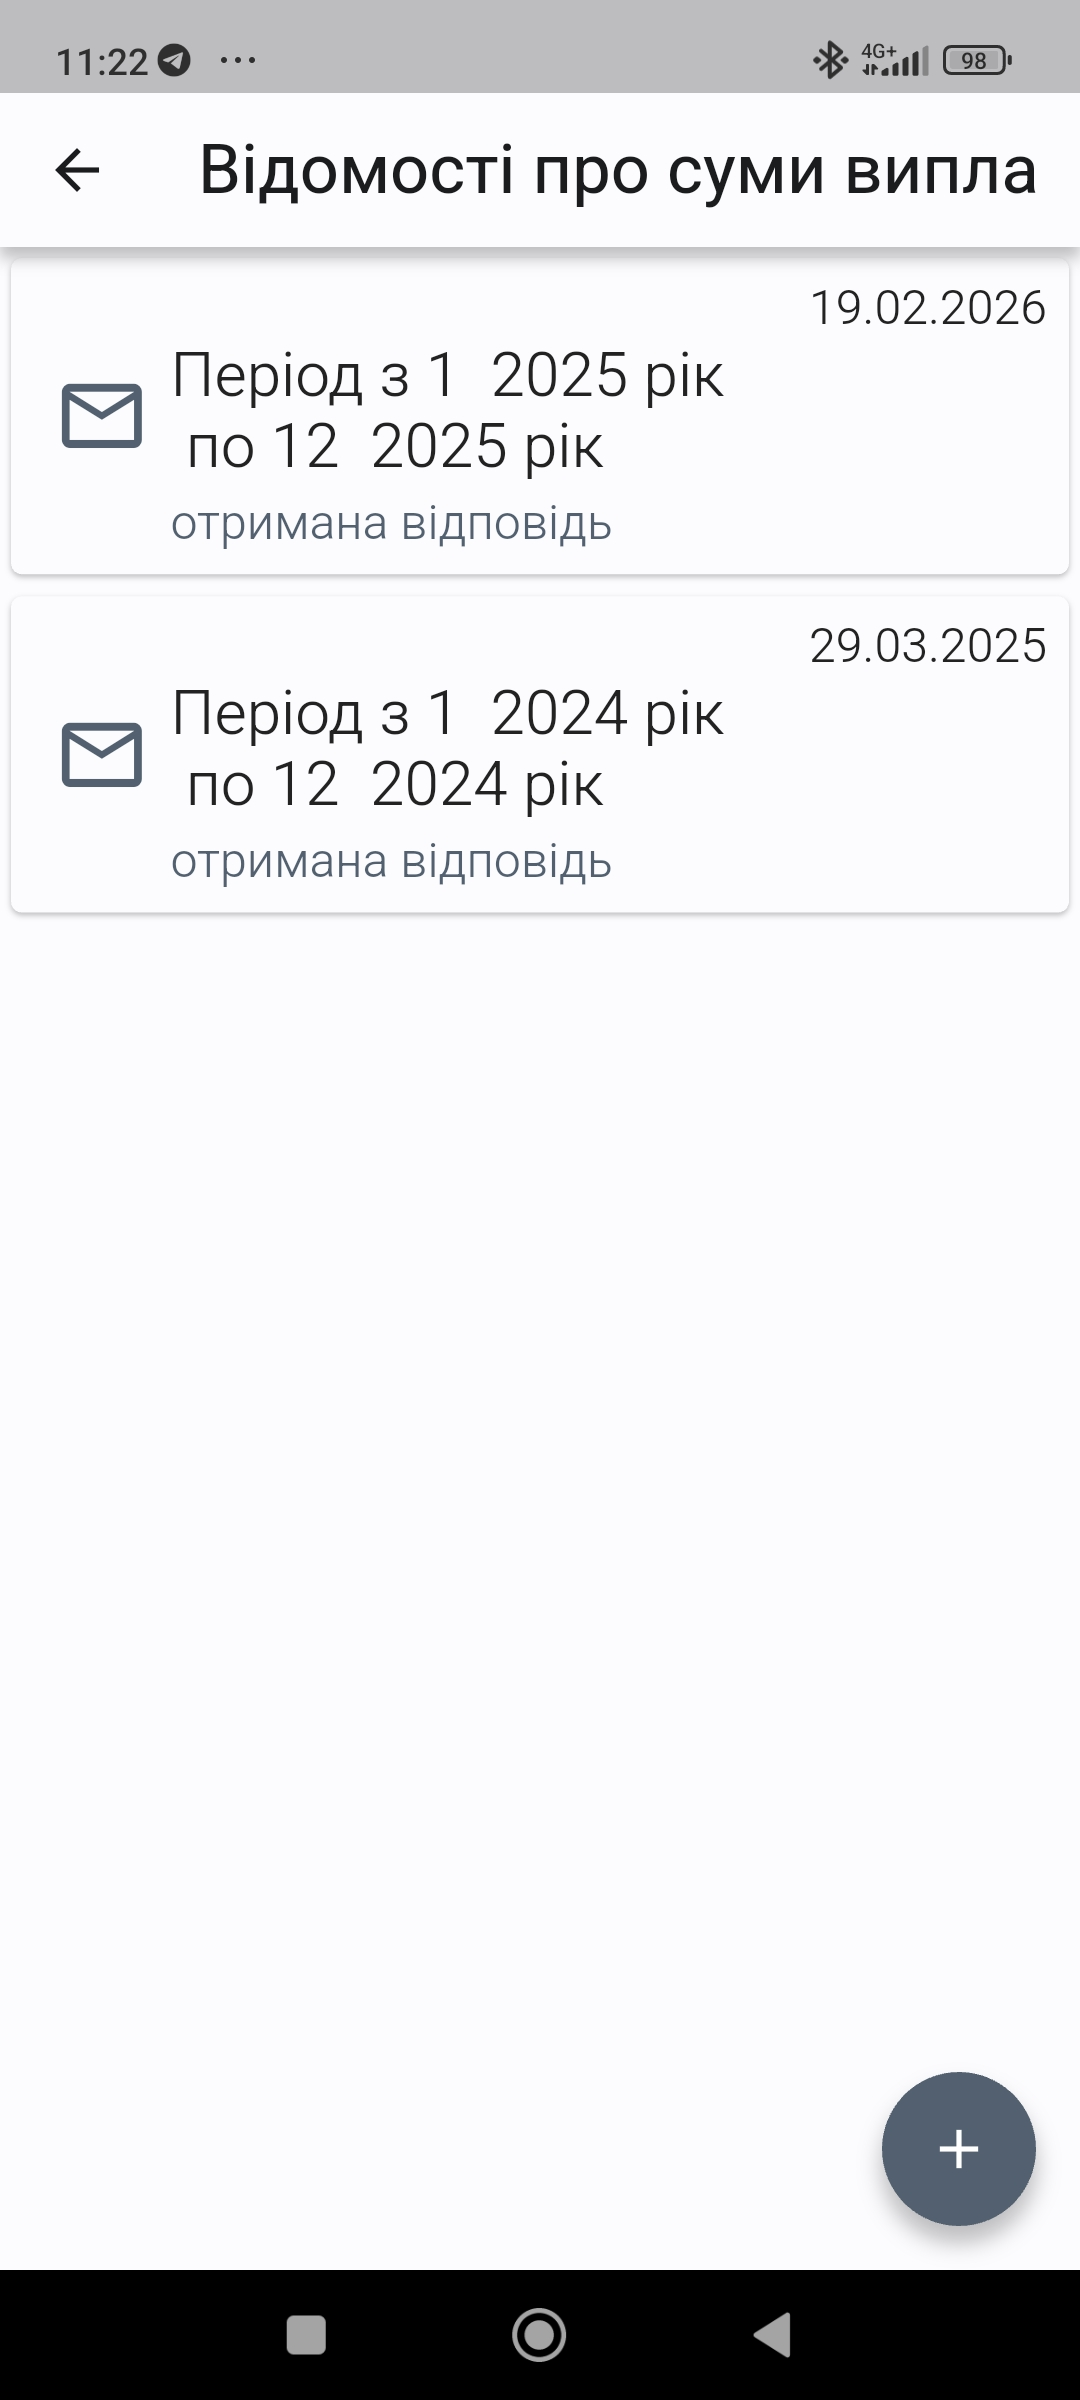 11:22 ... 4G+ 98
Відомості про суми випла
19.02.2026
Період з 1 2025 рік
по 12 2025 рік
отримана відповідь
29.03.2025
Період з 1 2024 рік
по 12 2024 рік
отримана відповідь